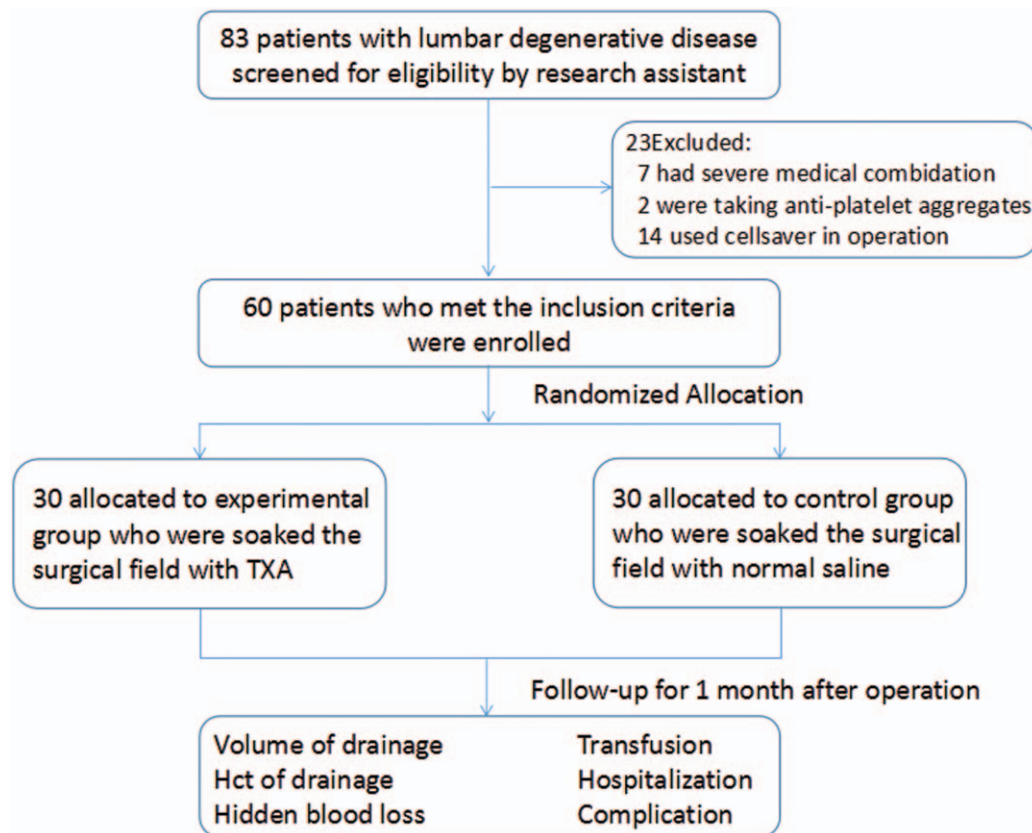 83 patients with lumbar degenerative disease
screened for eligibility by research assistant
23Excluded:
7 had severe medical combidation
2 were taking anti-platelet aggregates
14 used cellsaver in operation
60 patients who met the inclusion criteria
were enrolled
Randomized Allocation
30 allocated to experimental
group who were soaked the
surgical field with TXA
30 allocated to control group
who were soaked the surgical
field with normal saline
Follow-up for 1 month after operation
Volume of drainage
Hct of drainage
Hidden blood loss
Transfusion
Hospitalization
Complication